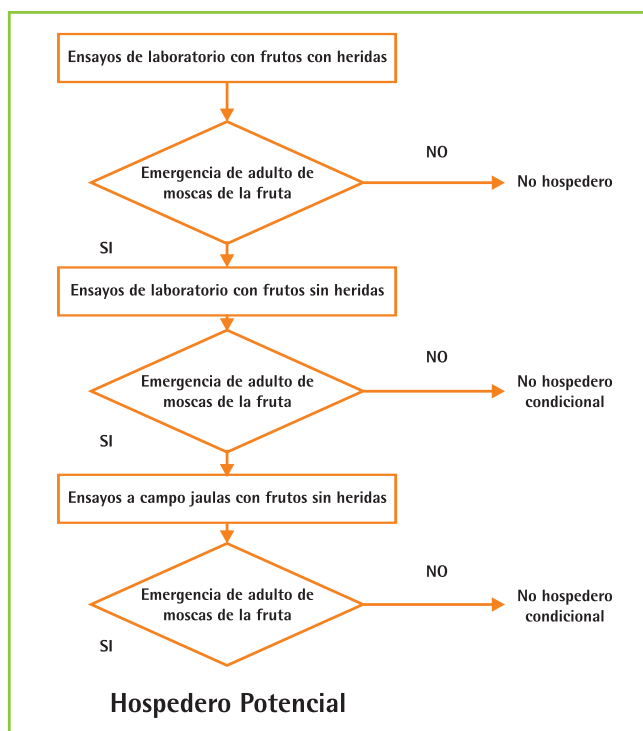 Ensayos de laboratorio con frutos con heridas
Emergencia de adulto de
moscas de la fruta
NO
No hospedero
SI
Ensayos de laboratorio con frutos sin heridas
Emergencia de adulto de
moscas de la fruta
NO
No hospedero
condicional
SI
Ensayos a campo jaulas con frutos sin heridas
Emergencia de adulto de
moscas de la fruta
NO
No hospedero
condicional
SI
Hospedero Potencial